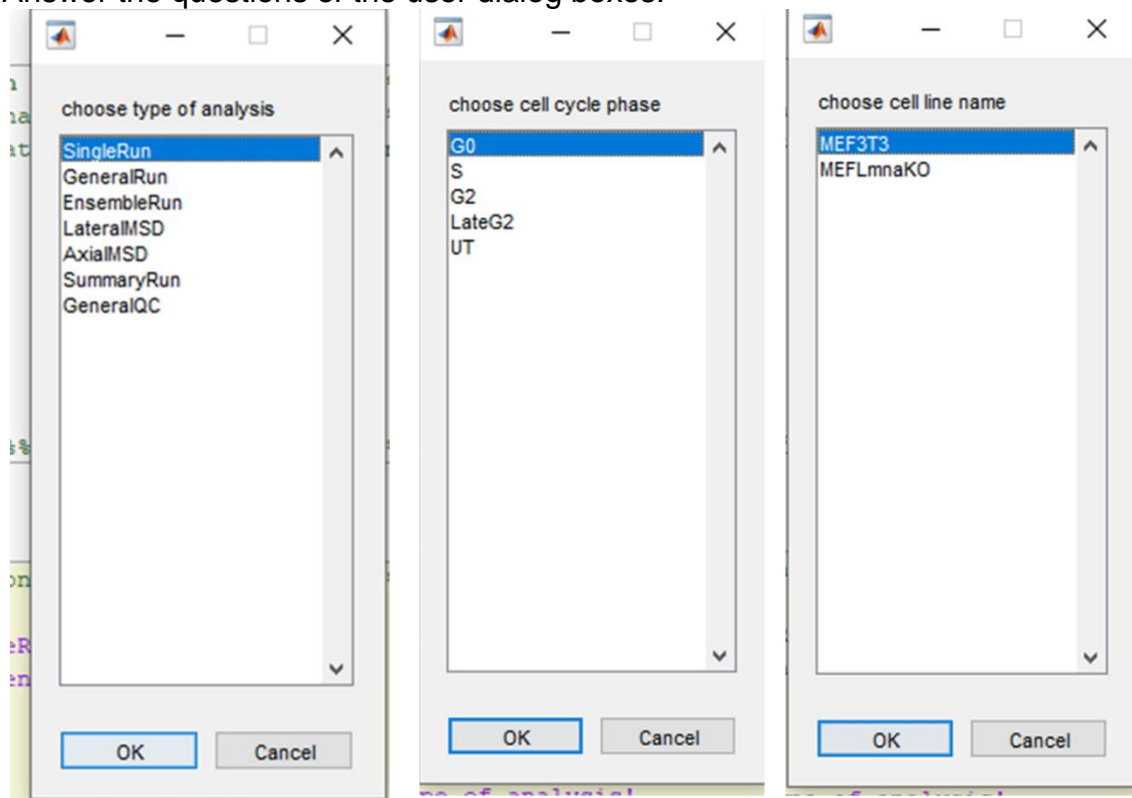 Answer the questions of the user dialog boxes.
choose type of analysis
SingleRun
GeneralRun
EnsembleRun
LateralMSD
AxialMSD
SummaryRun
GeneralQC
OK Cancel
choose cell cycle phase
G0
S
G2
LateG2
UT
OK Cancel
choose cell line name
MEF3T3
MEFLmnaKO
OK Cancel